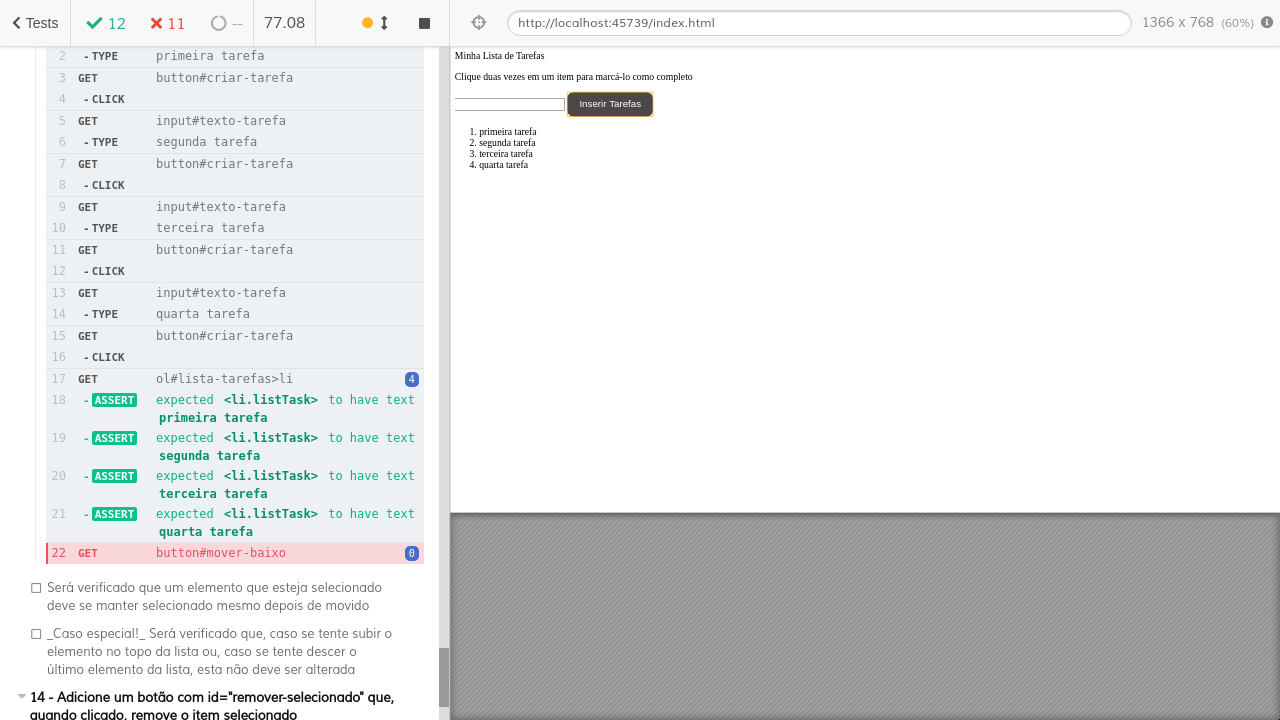 Tests 12 11 -- 77.08
2 - TYPE primeira tarefa
3 GET button#criar-tarefa
4 - CLICK
5 GET input#texto-tarefa
6 - TYPE segunda tarefa
7 GET button#criar-tarefa
8 - CLICK
9 GET input#texto-tarefa
10 - TYPE terceira tarefa
11 GET button#criar-tarefa
12 - CLICK
13 GET input#texto-tarefa
14 - TYPE quarta tarefa
15 GET button#criar-tarefa
16 - CLICK
17 GET ol#lista-tarefas>li 4
18 - ASSERT expected <li.listTask> to have text
primeira tarefa
19 - ASSERT expected <li.listTask> to have text
segunda tarefa
20 - ASSERT expected <li.listTask> to have text
terceira tarefa
21 - ASSERT expected <li.listTask> to have text
quarta tarefa
22 GET button#mover-baixo 0
Será verificado que um elemento que esteja selecionado
deve se manter selecionado mesmo depois de movido
_Caso especial!_ Será verificado que, caso se tente subir o
elemento no topo da lista ou, caso se tente descer o
último elemento da lista, esta não deve ser alterada
14 - Adicione um botão com id="remover-selecionado" que,
quando clicado, remove o item selecionado
http://localhost:45739/index.html 1366 x 768 (60%)
Minha Lista de Tarefas
Clique duas vezes em um item para marcá-lo como completo
Inserir Tarefas
1. primeira tarefa
2. segunda tarefa
3. terceira tarefa
4. quarta tarefa